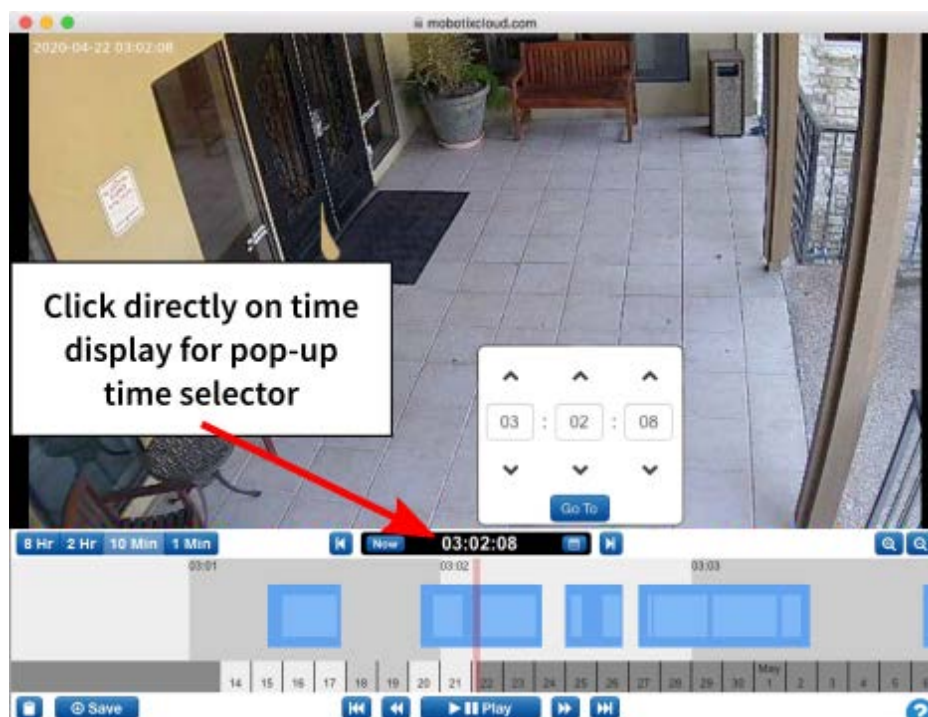 mobotixcloud.com
2020-04-22 03:02:08
Click directly on time
display for pop-up
time selector
03 : 02 : 08
Go To
8 Hr 2 Hr 10 Min 1 Min
Now 03:02:08
03:01 03:02 03:03
14 15 16 17 18 19 20 21 22 23 24 25 26 27 28 29 30 May 1 2 3 4 5 6
Save
Play
?